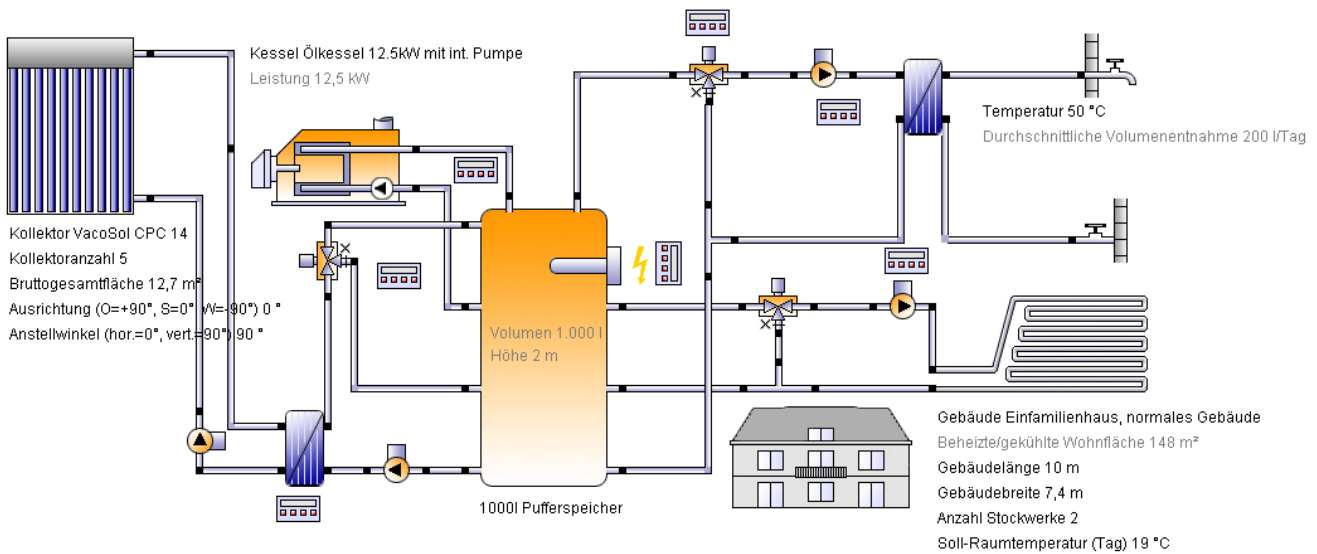 Kessel Ölkessel 12.5kW mit int. Pumpe
Leistung 12,5 kW
Temperatur 50 °C
Durchschnittliche Volumenentnahme 200 l/Tag
Kollektor VacoSol CPC 14
Kollektoranzahl 5
Bruttogesamtfläche 12,7 m²
Ausrichtung (O=+90°, S=0°, W=-90°) 0 °
Anstellwinkel (hor.=0°, vert.=90°) 90 °
Volumen 1.000 l
Höhe 2 m
1000l Pufferspeicher
Gebäude Einfamilienhaus, normales Gebäude
Beheizte/gekühlte Wohnfläche 148 m²
Gebäudelänge 10 m
Gebäudebreite 7,4 m
Anzahl Stockwerke 2
Soll-Raumtemperatur (Tag) 19 °C